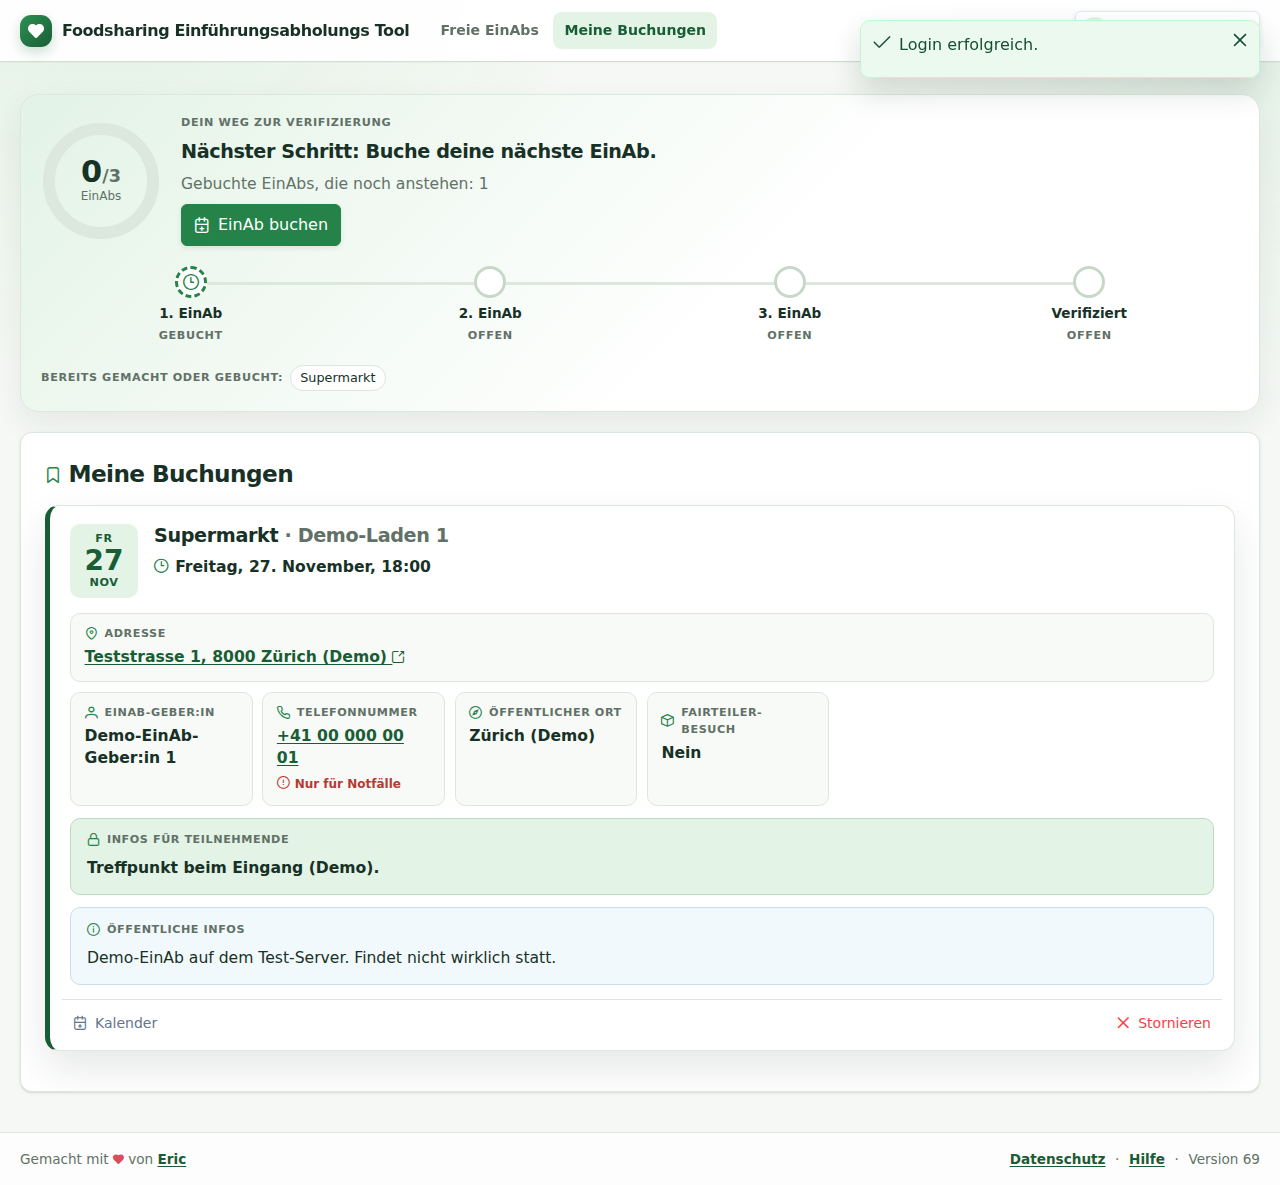 Foodsharing Einführungsabholungs Tool
Freie EinAbs
Meine Buchungen
Login erfolgreich.
DEIN WEG ZUR VERIFIZIERUNG
Nächster Schritt: Buche deine nächste EinAb.
Gebuchte EinAbs, die noch anstehen: 1
0/3
EinAbs
EinAb buchen
1. EinAb
GEBUCHT
2. EinAb
OFFEN
3. EinAb
OFFEN
Verifiziert
OFFEN
BEREITS GEMACHT ODER GEBUCHT: Supermarkt
Meine Buchungen
FR
27
NOV
Supermarkt · Demo-Laden 1
Freitag, 27. November, 18:00
ADRESSE
Teststrasse 1, 8000 Zürich (Demo)
EINAB-GEBER:IN
Demo-EinAb-
Geber:in 1
TELEFONNUMMER
+41 00 000 00
01
Nur für Notfälle
ÖFFENTLICHER ORT
Zürich (Demo)
FAIRTEILER-
BESUCH
Nein
INFOS FÜR TEILNEHMENDE
Treffpunkt beim Eingang (Demo).
ÖFFENTLICHE INFOS
Demo-EinAb auf dem Test-Server. Findet nicht wirklich statt.
Kalender
Stornieren
Gemacht mit ♥ von Eric
Datenschutz · Hilfe · Version 69